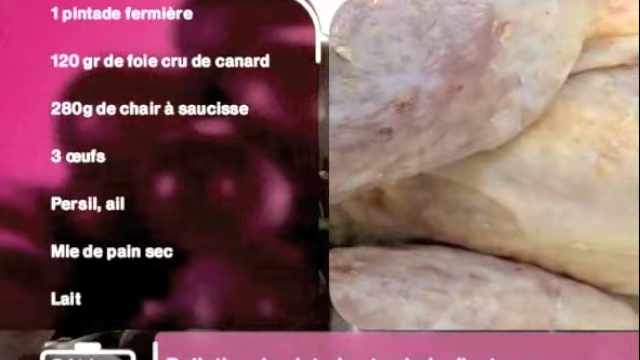 1 pintade fermière
120 gr de foie cru de canard
280g de chair à saucisse
3 œufs
Persil, ail
Mie de pain sec
Lait